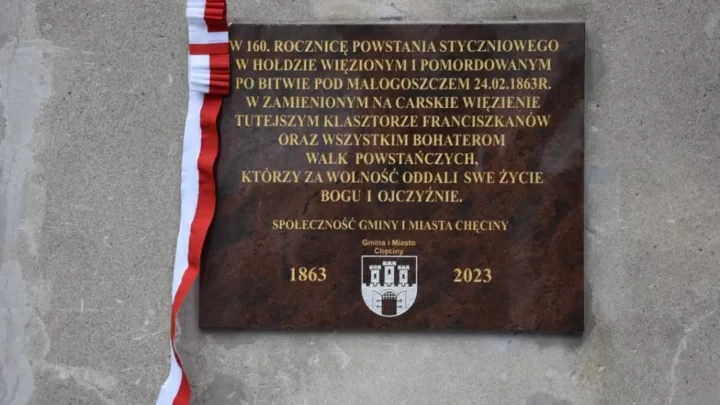 W 160. ROCZNICĘ POWSTANIA STYCZNIOWEGO
W HOŁDZIE WIĘZIONYM I POMORDOWANYM
PO BITWIE POD MAŁOGOSZCZEM 24.02.1863R.
W ZAMIENIONYM NA CARSKIE WIĘZIENIE
TUTEJSZYM KLASZTORZE FRANCISZKANÓW
ORAZ WSZYSTKIM BOHATEROM
WALK POWSTAŃCZYCH,
KTÓRZY ZA WOLNOŚĆ ODDALI SWE ŻYCIE
BOGU I OJCZYŹNIE.
SPOŁECZNOŚĆ GMINY I MIASTA CHĘCINY
Gmina i Miasto
Chęciny
1863 2023